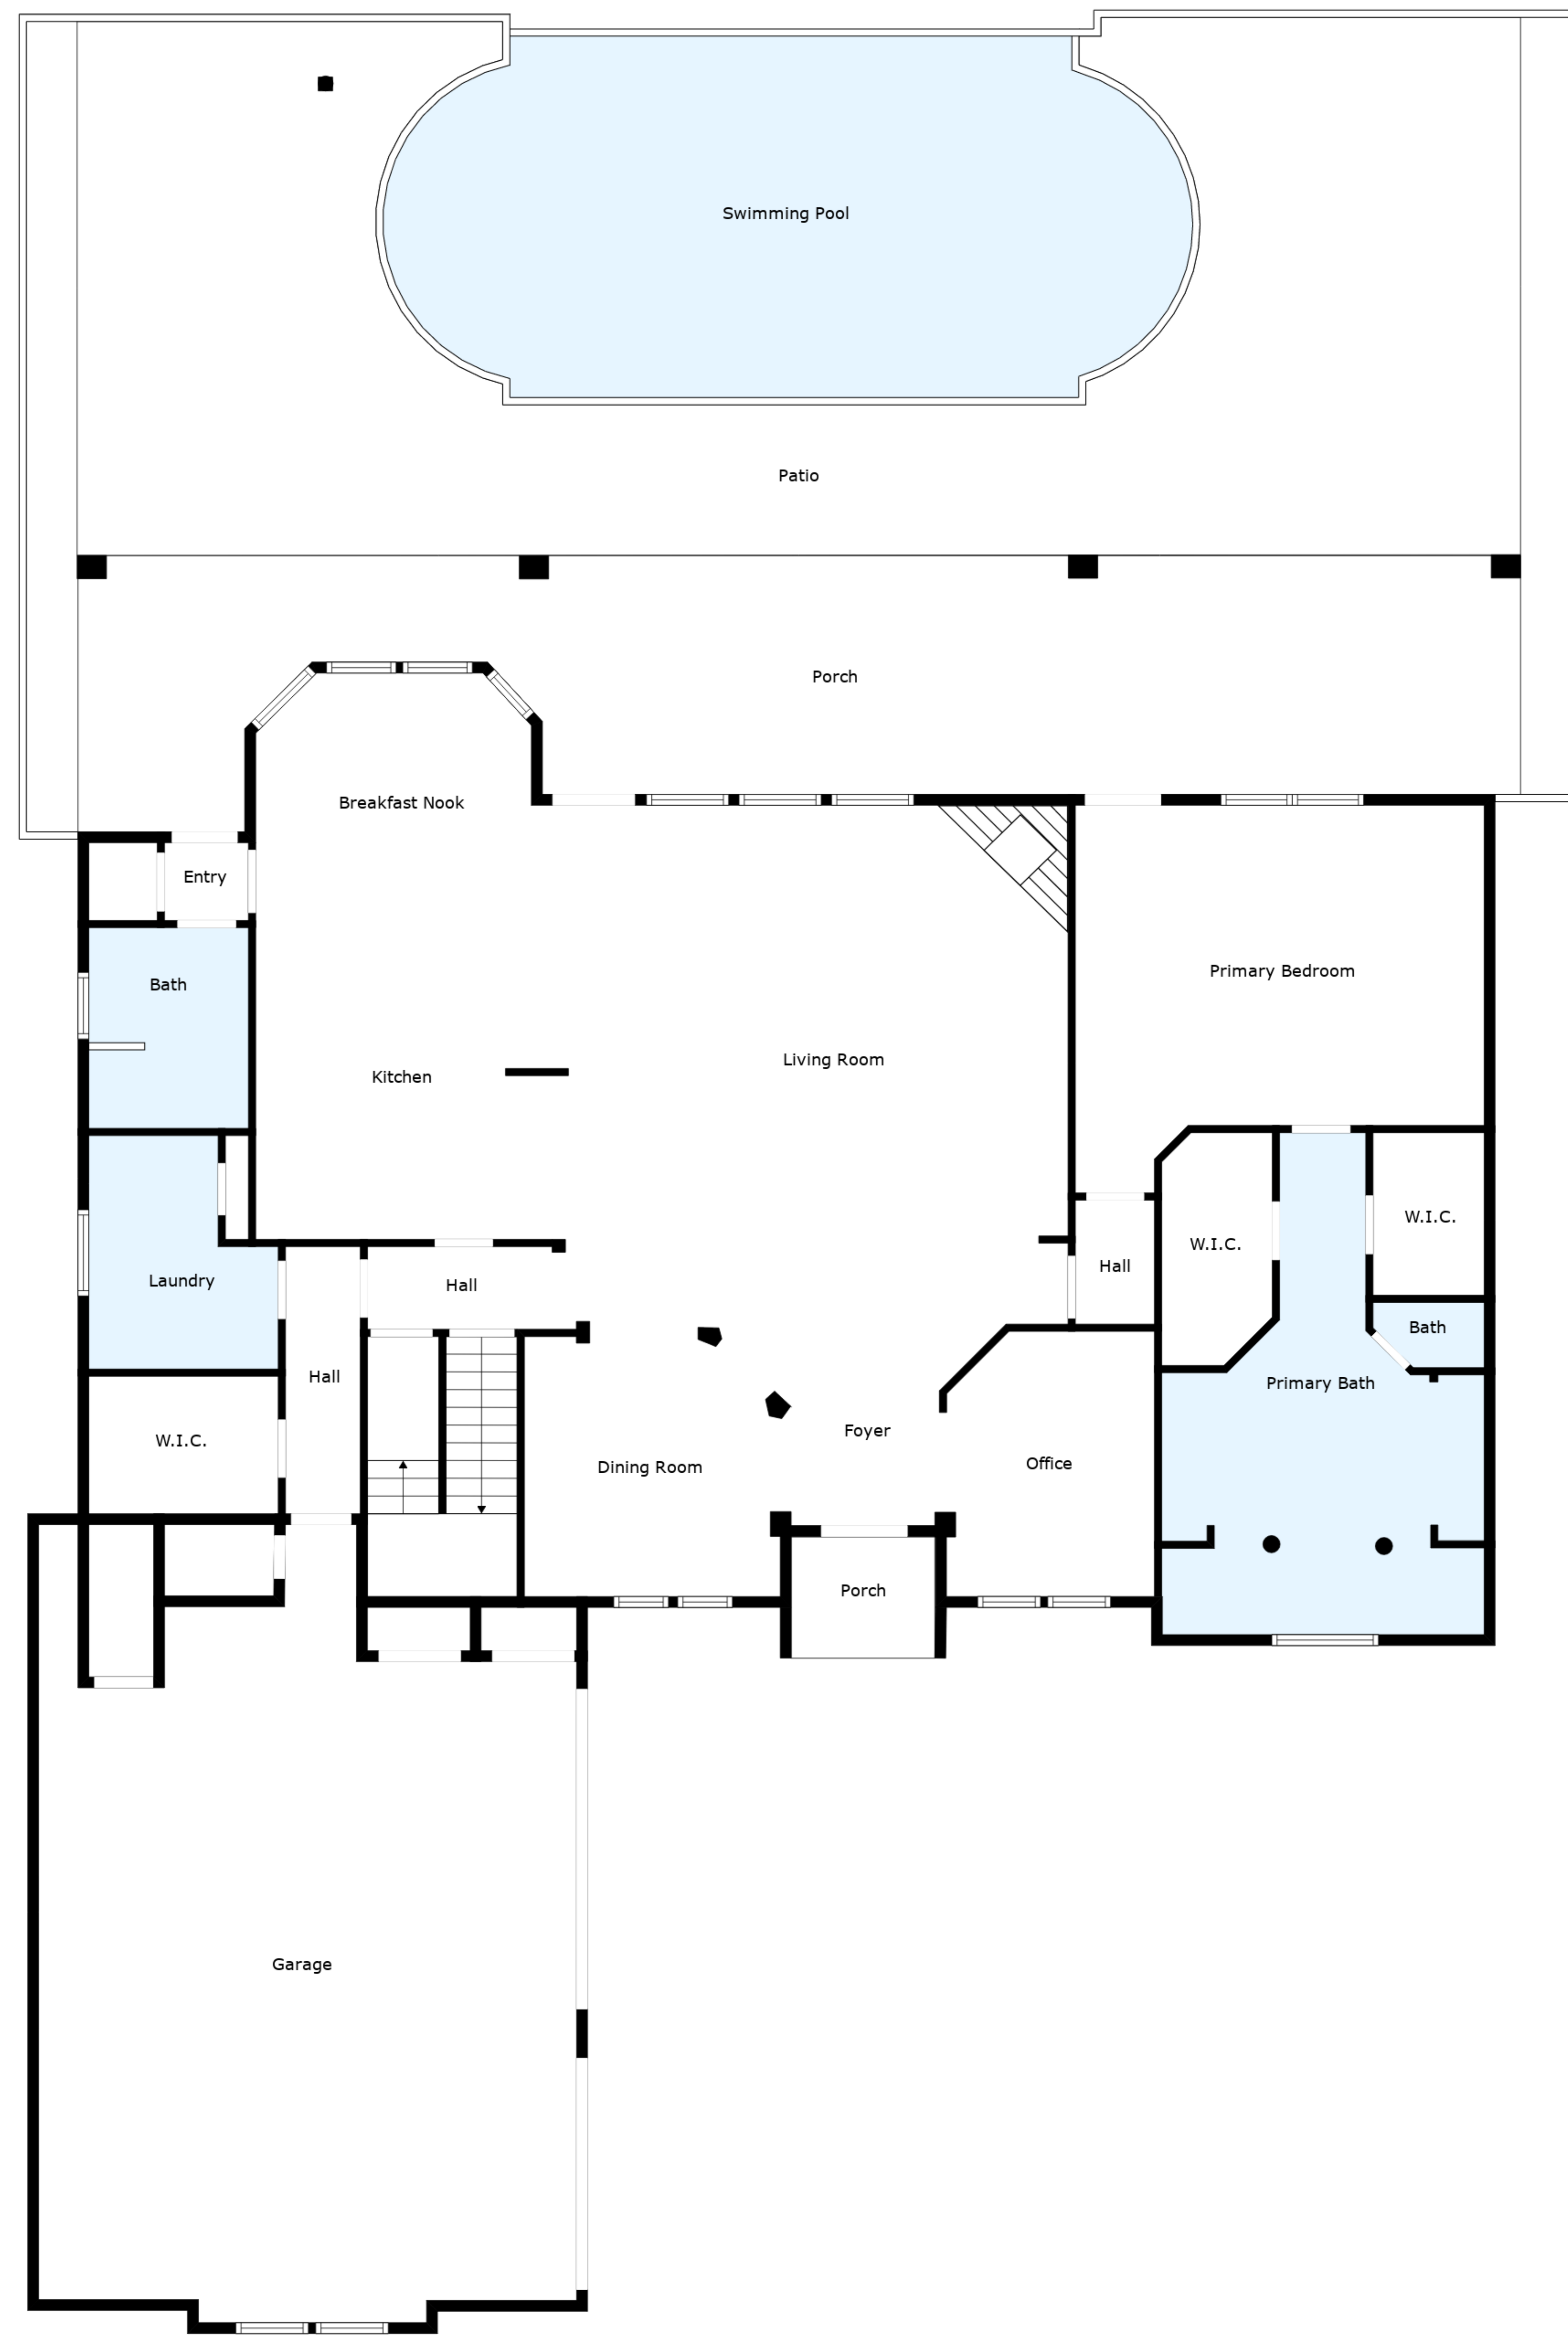 Swimming Pool
Patio
Porch
Breakfast Nook
Entry
Primary Bedroom
Bath
Living Room
Kitchen
W.I.C.
W.I.C.
Hall
Laundry
Hall
Bath
Hall
Primary Bath
Foyer
W.I.C.
Office
Dining Room
Porch
Garage